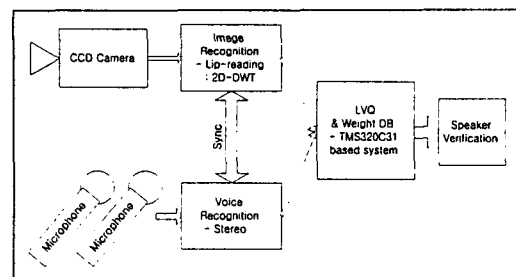 CCD Camera
Image
Recognition
- Lip-reading
: 2D-DWT
Sync
LVQ
& Weight DB
- TMS320C31
based system
Speaker
Verification
Microphone
Microphone
Voice
Recognition
- Stereo